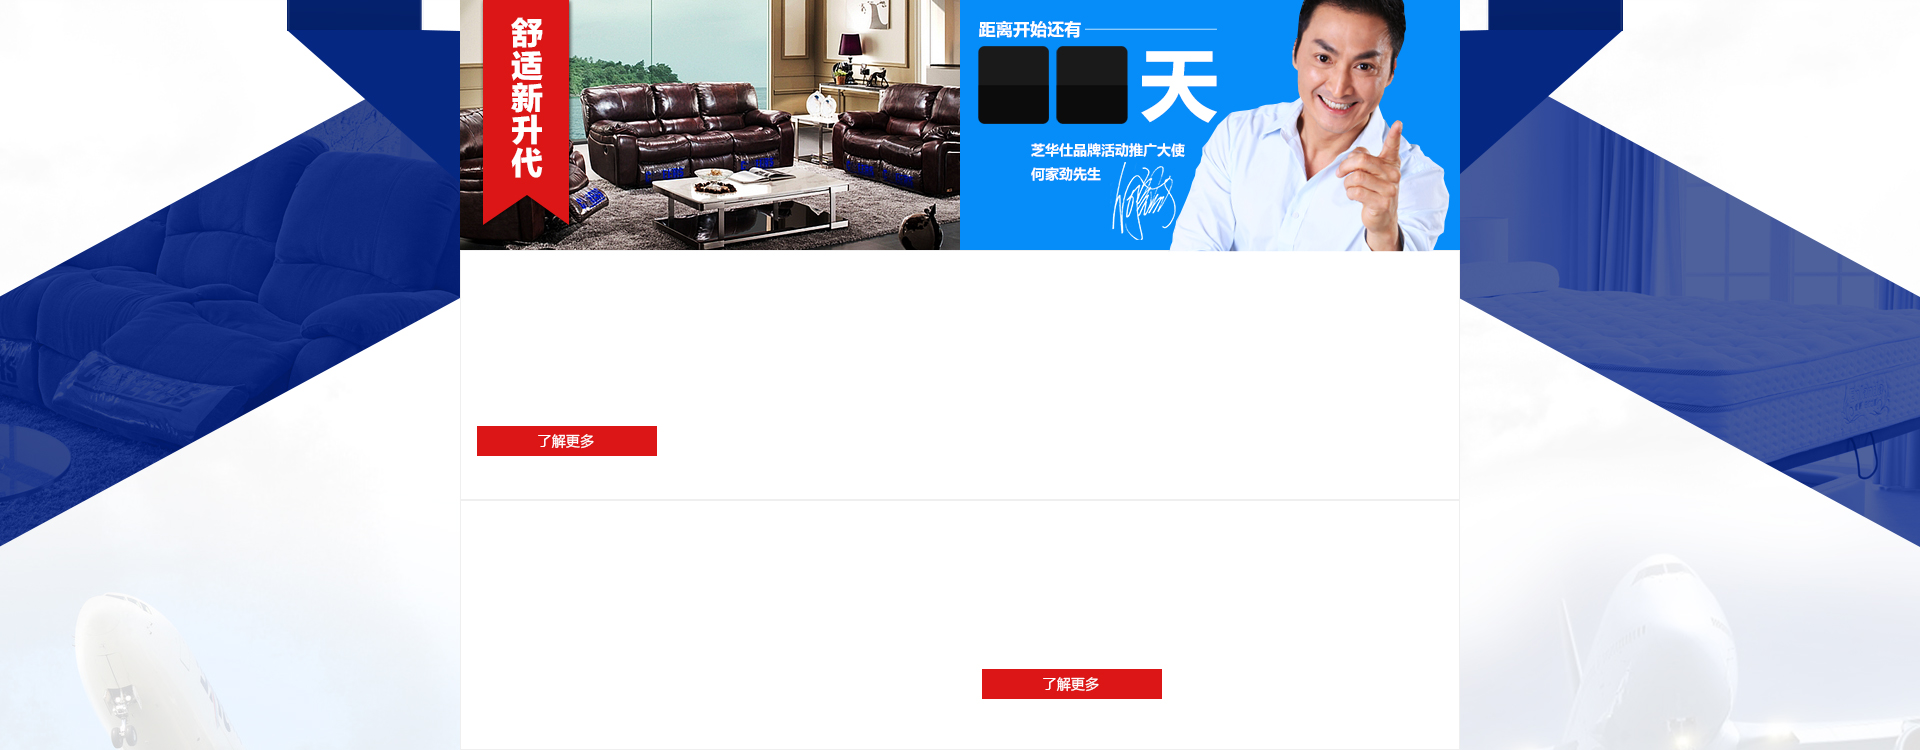 舒适新升代
距离开始还有
天
芝华仕品牌活动推广大使
何家劲先生
了解更多
了解更多